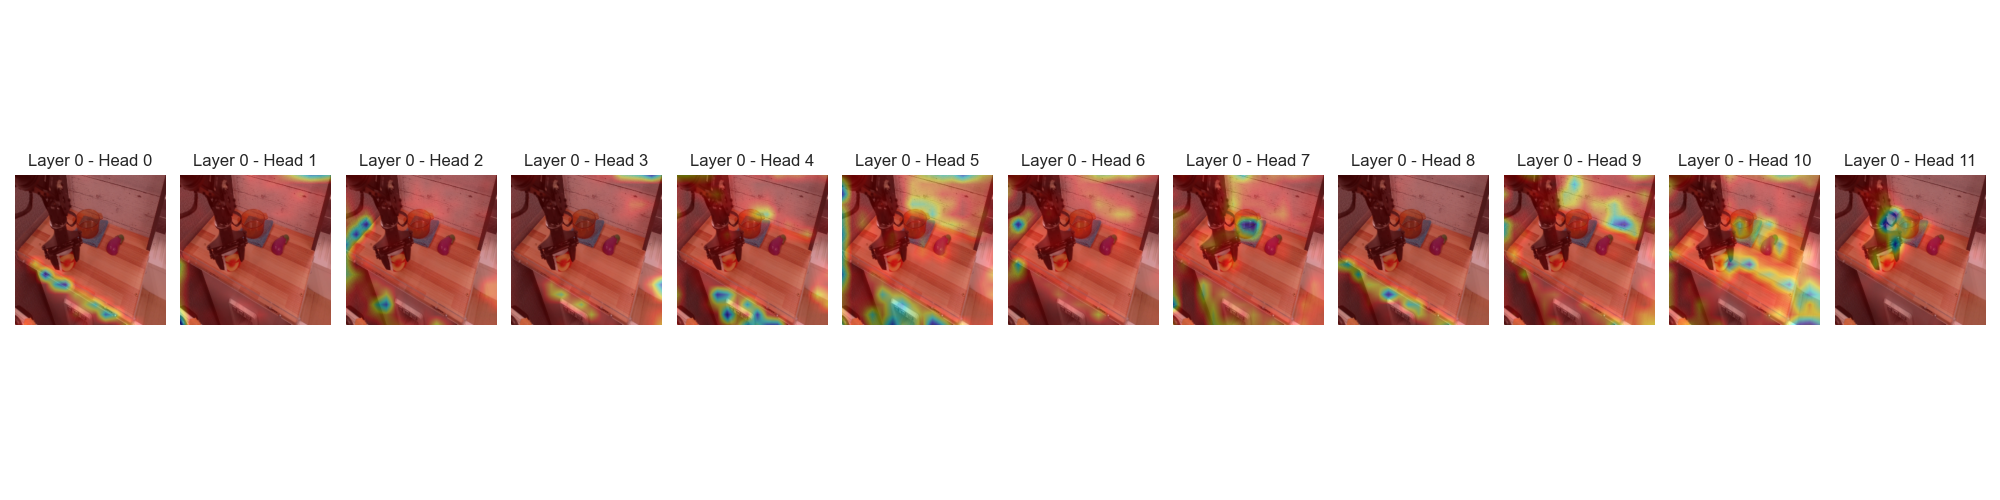 Layer 0 - Head 0
Layer 0 - Head 1
Layer 0 - Head 2
Layer 0 - Head 3
Layer 0 - Head 4
Layer 0 - Head 5
Layer 0 - Head 6
Layer 0 - Head 7
Layer 0 - Head 8
Layer 0 - Head 9
Layer 0 - Head 10
Layer 0 - Head 11